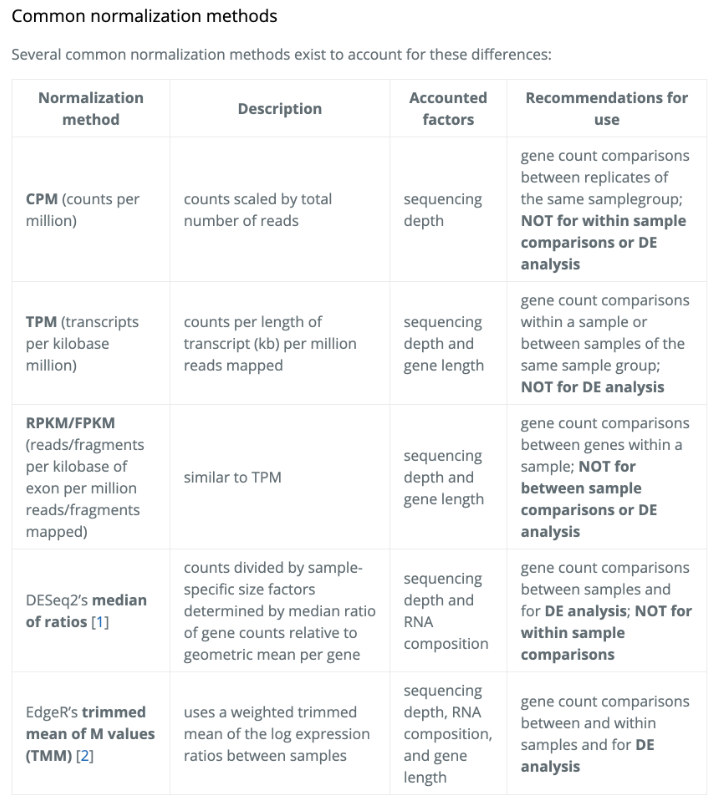 Common normalization methods
Several common normalization methods exist to account for these differences:
Normalization
method
Description
Accounted
factors
Recommendations for
use
CPM (counts per
million)
counts scaled by total
number of reads
sequencing
depth
gene count comparisons
between replicates of
the same samplegroup;
NOT for within sample
comparisons or DE
analysis
TPM (transcripts
per kilobase
million)
counts per length of
transcript (kb) per million
reads mapped
sequencing
depth and
gene length
gene count comparisons
within a sample or
between samples of the
same sample group;
NOT for DE analysis
RPKM/FPKM
(reads/fragments
per kilobase of
exon per million
reads/fragments
mapped)
similar to TPM
sequencing
depth and
gene length
gene count comparisons
between genes within a
sample; NOT for
between sample
comparisons or DE
analysis
DESeq2's median
of ratios [1]
counts divided by sample-
specific size factors
determined by median ratio
of gene counts relative to
geometric mean per gene
sequencing
depth and
RNA
composition
gene count comparisons
between samples and
for DE analysis; NOT for
within sample
comparisons
EdgeR's trimmed
mean of M values
(TMM) [2]
uses a weighted trimmed
mean of the log expression
ratios between samples
sequencing
depth, RNA
composition,
and gene
length
gene count comparisons
between and within
samples and for DE
analysis